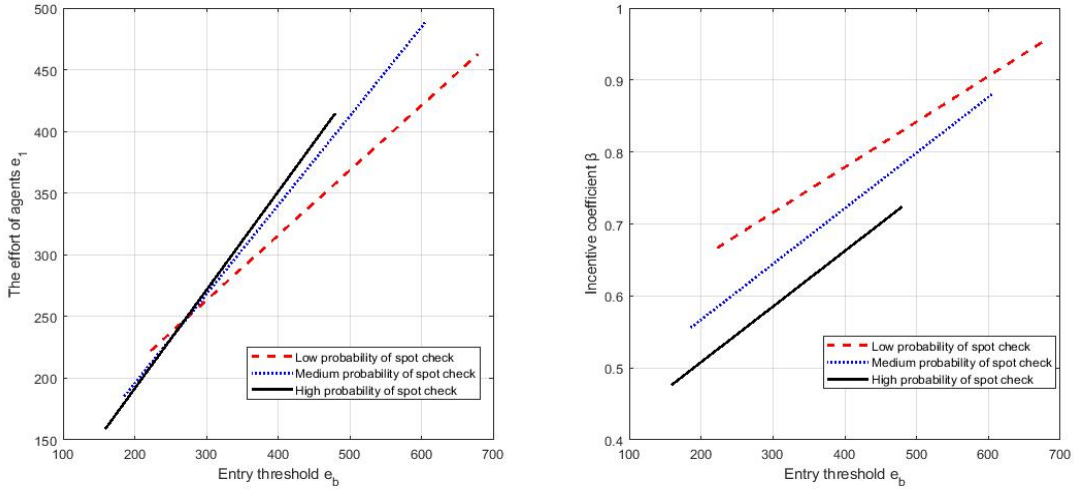 500
450
400
350
300
250
200
150
The effort of agents e1
Low probability of spot check
Medium probability of spot check
High probability of spot check
100 200 300 400 500 600 700
Entry threshold eb
1
0.9
0.8
0.7
0.6
0.5
0.4
Incentive coefficient β
Low probability of spot check
Medium probability of spot check
High probability of spot check
100 200 300 400 500 600 700
Entry threshold eb